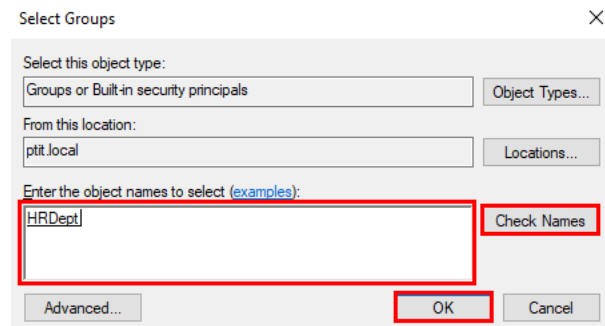 Select Groups
Select this object type:
Groups or Built-in security principals
Object Types...
From this location:
ptit.local
Locations...
Enter the object names to select (examples):
HRDept
Check Names
Advanced...
OK
Cancel